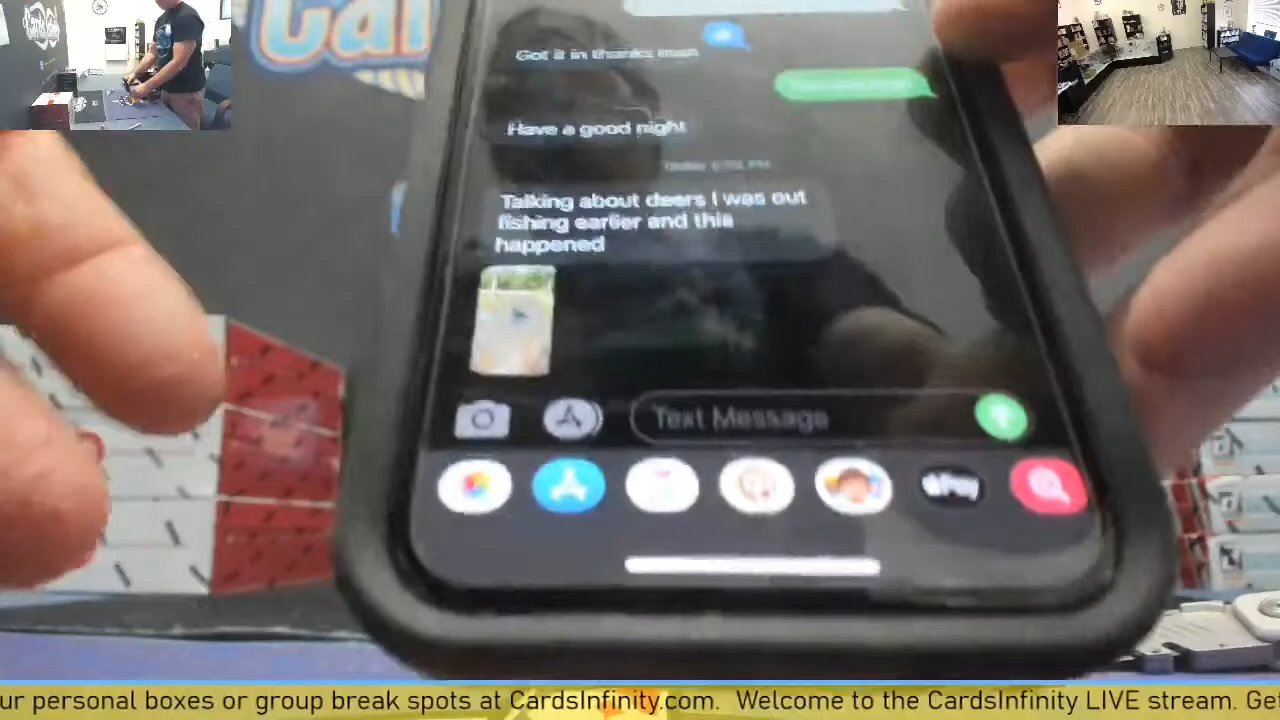 Cal
Got it in thanks man
Have a good night
Talking about deers I was out
fishing earlier and this
happened
Text Message
Pay
ur personal boxes or group break spots at CardsInfinity.com. Welcome to the CardsInfinity LIVE stream. Get